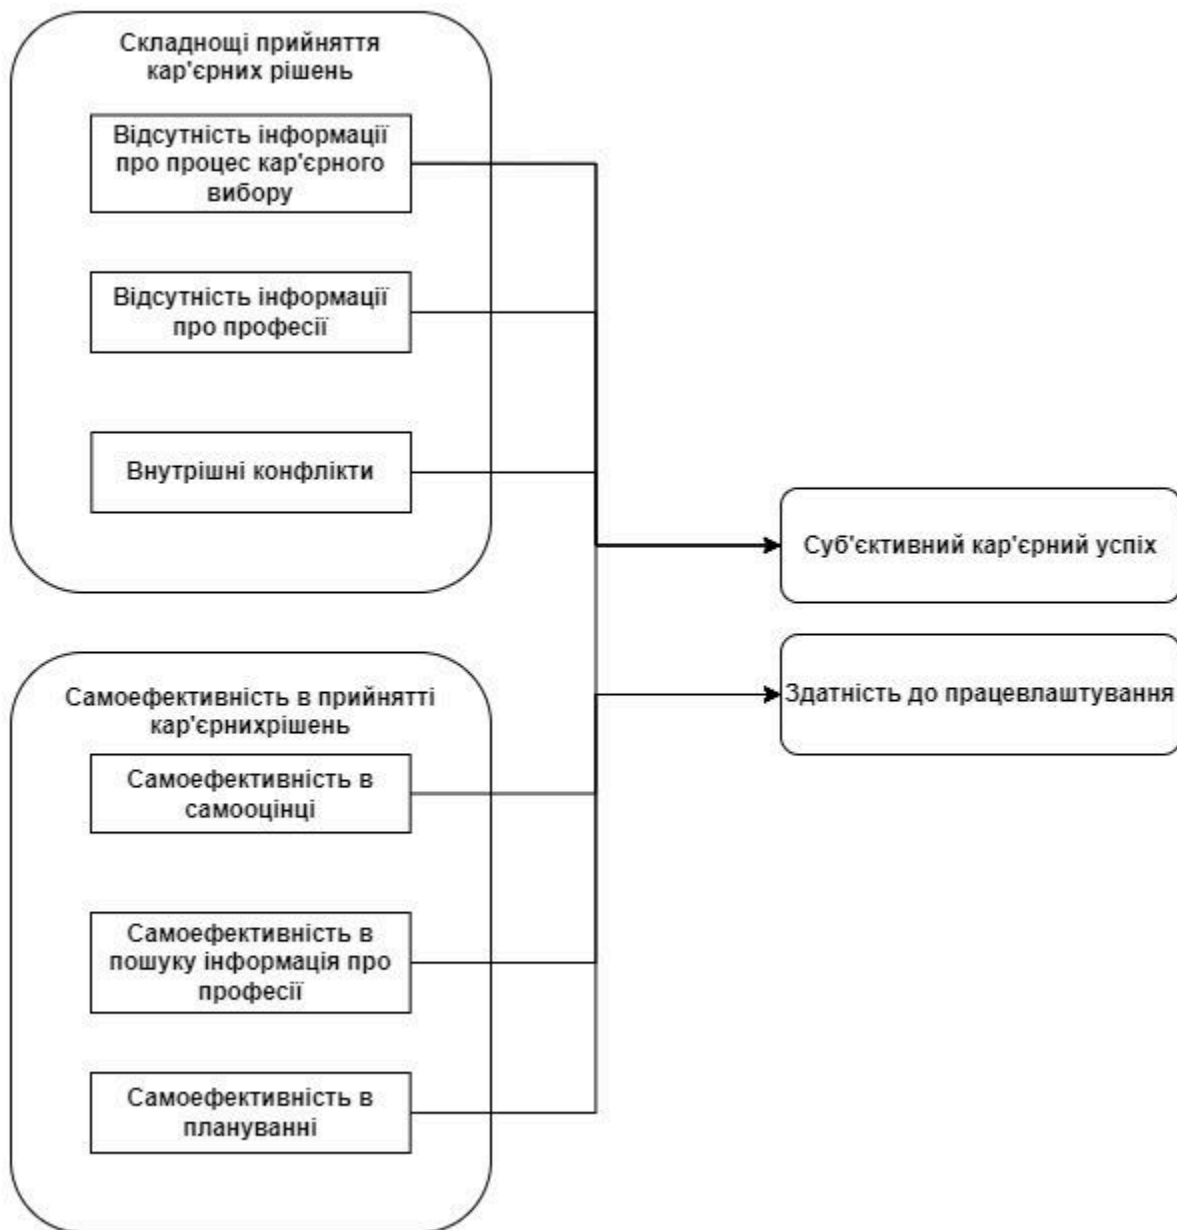 Складнощі прийняття
кар'єрних рішень
Відсутність інформації
про процес кар'єрного
вибору
Відсутність інформації
про професії
Внутрішні конфлікти
Суб'єктивний кар'єрний успіх
Здатність до працевлаштування
Самоефективність в прийнятті
кар'єрнихрішень
Самоефективність в
самооцінці
Самоефективність в
пошуку інформація про
професії
Самоефективність в
плануванні